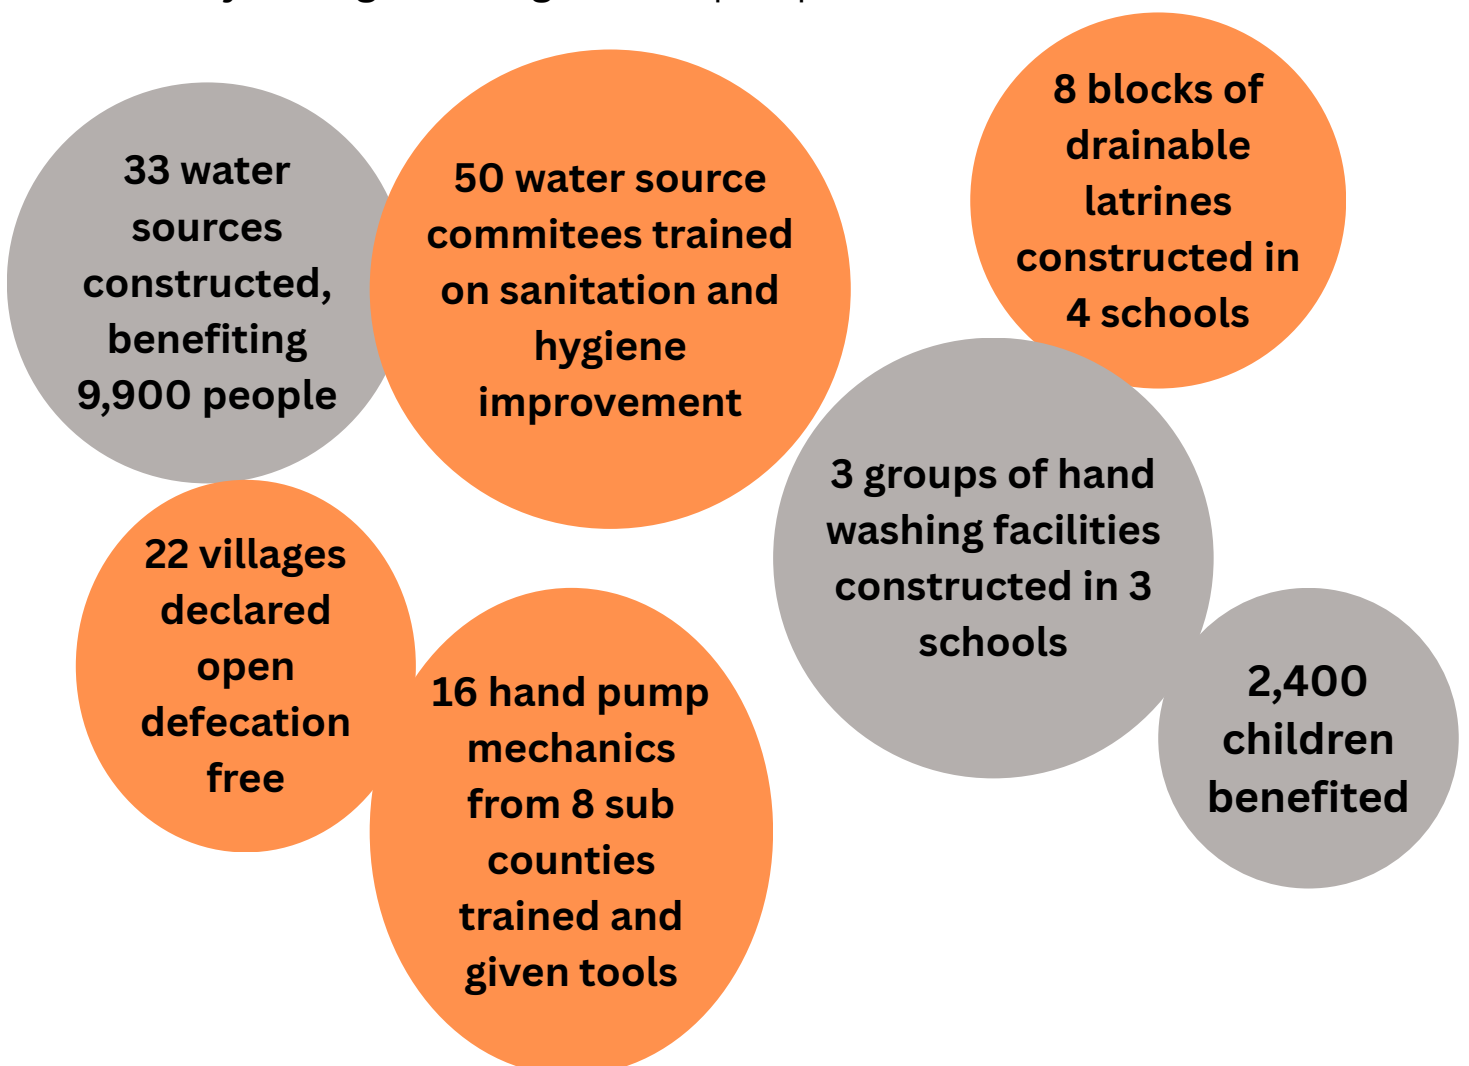 33 water
sources
constructed,
benefiting
9,900 people
50 water source
commitees trained
on sanitation and
hygiene
improvement
8 blocks of
drainable
latrines
constructed in
4 schools
3 groups of hand
washing facilities
constructed in 3
schools
22 villages
declared
open
defecation
free
16 hand pump
mechanics
from 8 sub
counties
trained and
given tools
2,400
children
benefited